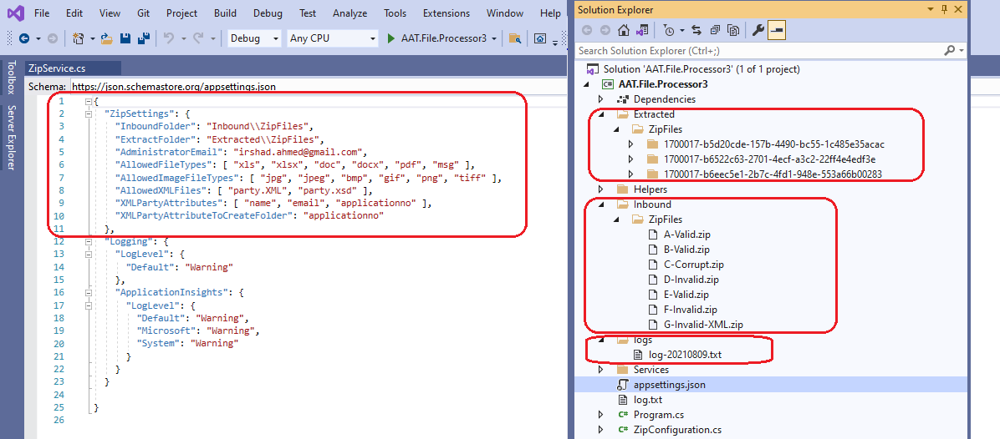 File Edit View Git Project Build Debug Test Analyze Tools Extensions Window Help
Debug Any CPU AAT.File.Processor3
Toolbox
Server Explorer
ZipService.cs
Schema: https://json.schemastore.org/appsettings.json
1 {
2 "ZipSettings": {
3 "InboundFolder": "Inbound\\ZipFiles",
4 "ExtractFolder": "Extracted\\ZipFiles",
5 "AdministratorEmail": "irshad.ahmed@gmail.com",
6 "AllowedFileTypes": [ "xls", "xlsx", "doc", "docx", "pdf", "msg" ],
7 "AllowedImageFileTypes": [ "jpg", "jpeg", "bmp", "gif", "png", "tiff" ],
8 "AllowedXMLFiles": [ "party.XML", "party.xsd" ],
9 "XMLPartyAttributes": [ "name", "email", "applicationno" ],
10 "XMLPartyAttributeToCreateFolder": "applicationno"
11 },
12 "Logging": {
13 "LogLevel": {
14 "Default": "Warning"
15 },
16 "ApplicationInsights": {
17 "LogLevel": {
18 "Default": "Warning",
19 "Microsoft": "Warning",
20 "System": "Warning"
21 }
22 }
23 }
24
25 }
26
Solution Explorer
Search Solution Explorer (Ctrl+;)
Solution 'AAT.File.Processor3' (1 of 1 project)
C# AAT.File.Processor3
Dependencies
Extracted
ZipFiles
1700017-b5d20cde-157b-4490-bc55-1c485e35acac
1700017-b6522c63-2701-4ecf-a3c2-22ff4e4edf3e
1700017-b6eec5e1-2b7c-4fd1-948e-553a66b00283
Helpers
Inbound
ZipFiles
A-Valid.zip
B-Valid.zip
C-Corrupt.zip
D-Invalid.zip
E-Valid.zip
F-Invalid.zip
G-Invalid-XML.zip
logs
log-20210809.txt
Services
appsettings.json
log.txt
C# Program.cs
C# ZipConfiguration.cs